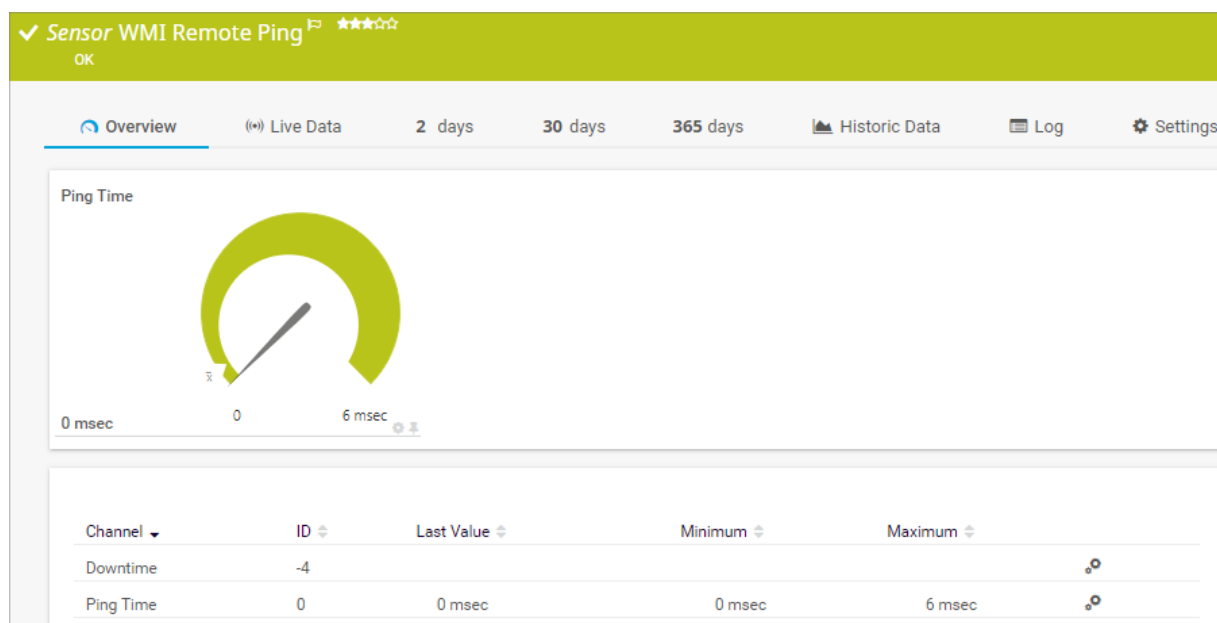 Sensor WMI Remote Ping
OK
Overview Live Data 2 days 30 days 365 days Historic Data Log Settings
Ping Time
x̄
0 6 msec
0 msec
Channel ID Last Value Minimum Maximum
Downtime -4
Ping Time 0 0 msec 0 msec 6 msec